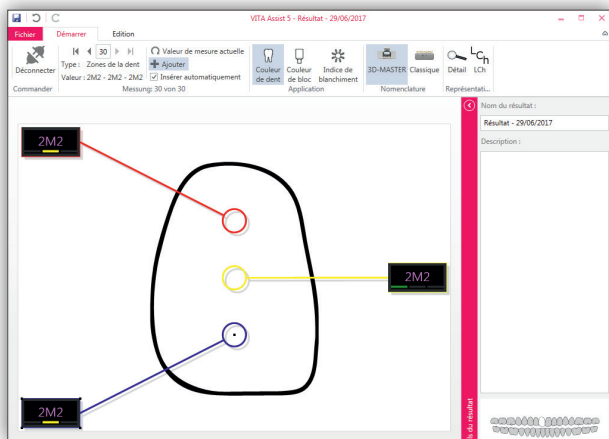 VITA Assist 5 - Résultat - 29/06/2017
Fichier
Démarrer
Edition
Déconnecter
Commander
30
Type : Zones de la dent
Valeur : 2M2 - 2M2 - 2M2
Valeur de mesure actuelle
Ajouter
Insérer automatiquement
Messung: 30 von 30
Couleur
de dent
Couleur
de bloc
Indice de
blanchiment
Application
3D-MASTER
Classique
Nomenclature
Détail
LCh
LCh
Représentati...
2M2
2M2
2M2
Nom du résultat :
Résultat - 29/06/2017
Description :
du résultat